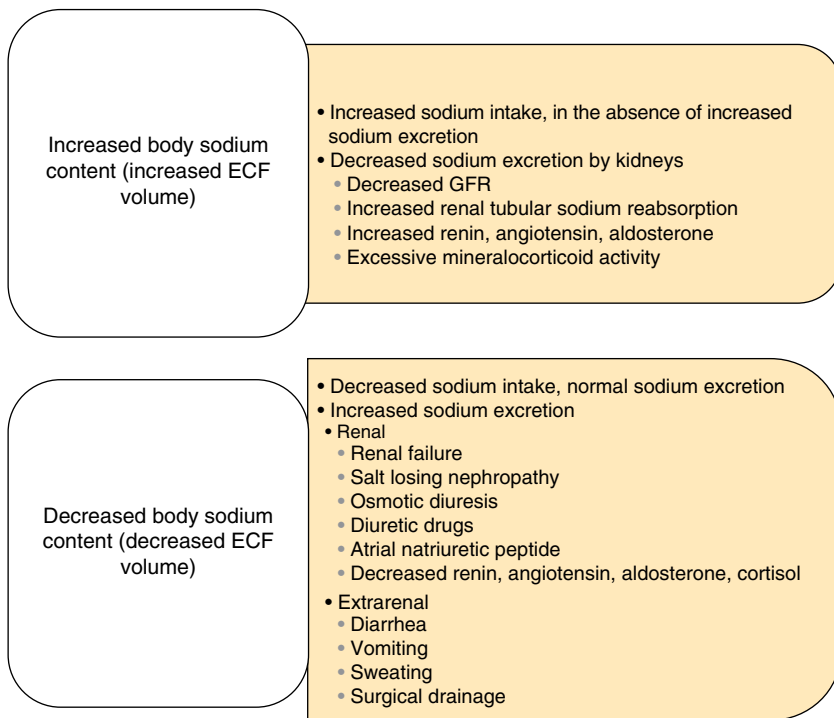 Increased body sodium
content (increased ECF
volume)
• Increased sodium intake, in the absence of increased
sodium excretion
• Decreased sodium excretion by kidneys
• Decreased GFR
• Increased renal tubular sodium reabsorption
• Increased renin, angiotensin, aldosterone
• Excessive mineralocorticoid activity
Decreased body sodium
content (decreased ECF
volume)
• Decreased sodium intake, normal sodium excretion
• Increased sodium excretion
• Renal
• Renal failure
• Salt losing nephropathy
• Osmotic diuresis
• Diuretic drugs
• Atrial natriuretic peptide
• Decreased renin, angiotensin, aldosterone, cortisol
• Extrarenal
• Diarrhea
• Vomiting
• Sweating
• Surgical drainage